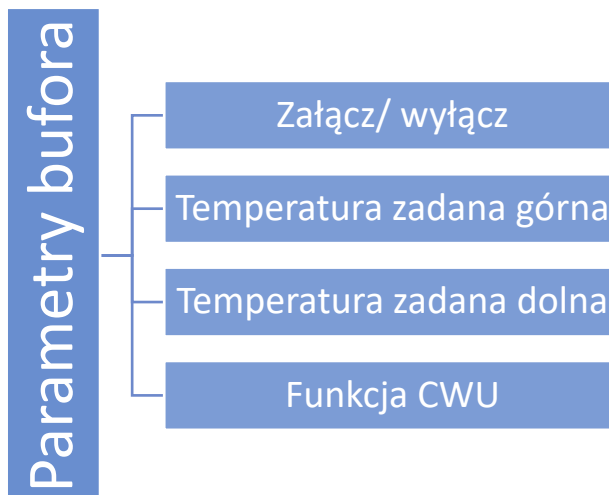 Parametry bufora
Załącz/ wyłącz
Temperatura zadana górna
Temperatura zadana dolna
Funkcja CWU